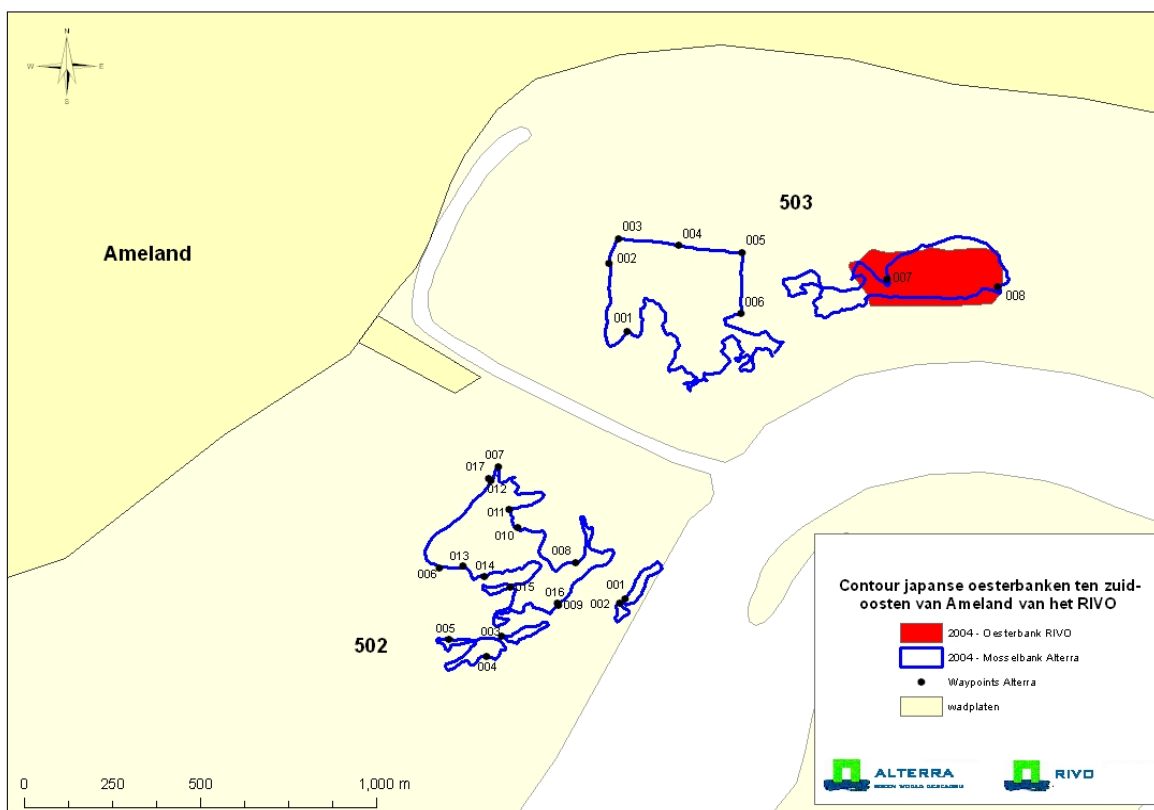 N
W E
S
503
003
004
005
002
Ameland
007
008
006
001
007
017
012
011
010
008
013
014
006
015
001
016
009
002
003
005
004
502
Contour japanse oesterbanken ten zuid-
oosten van Ameland van het RIVO
2004 - Oesterbank RIVO
2004 - Mosselbank Alterra
Waypoints Alterra
wadplaten
ALTERRA
RIVO
0 250 500 1,000 m